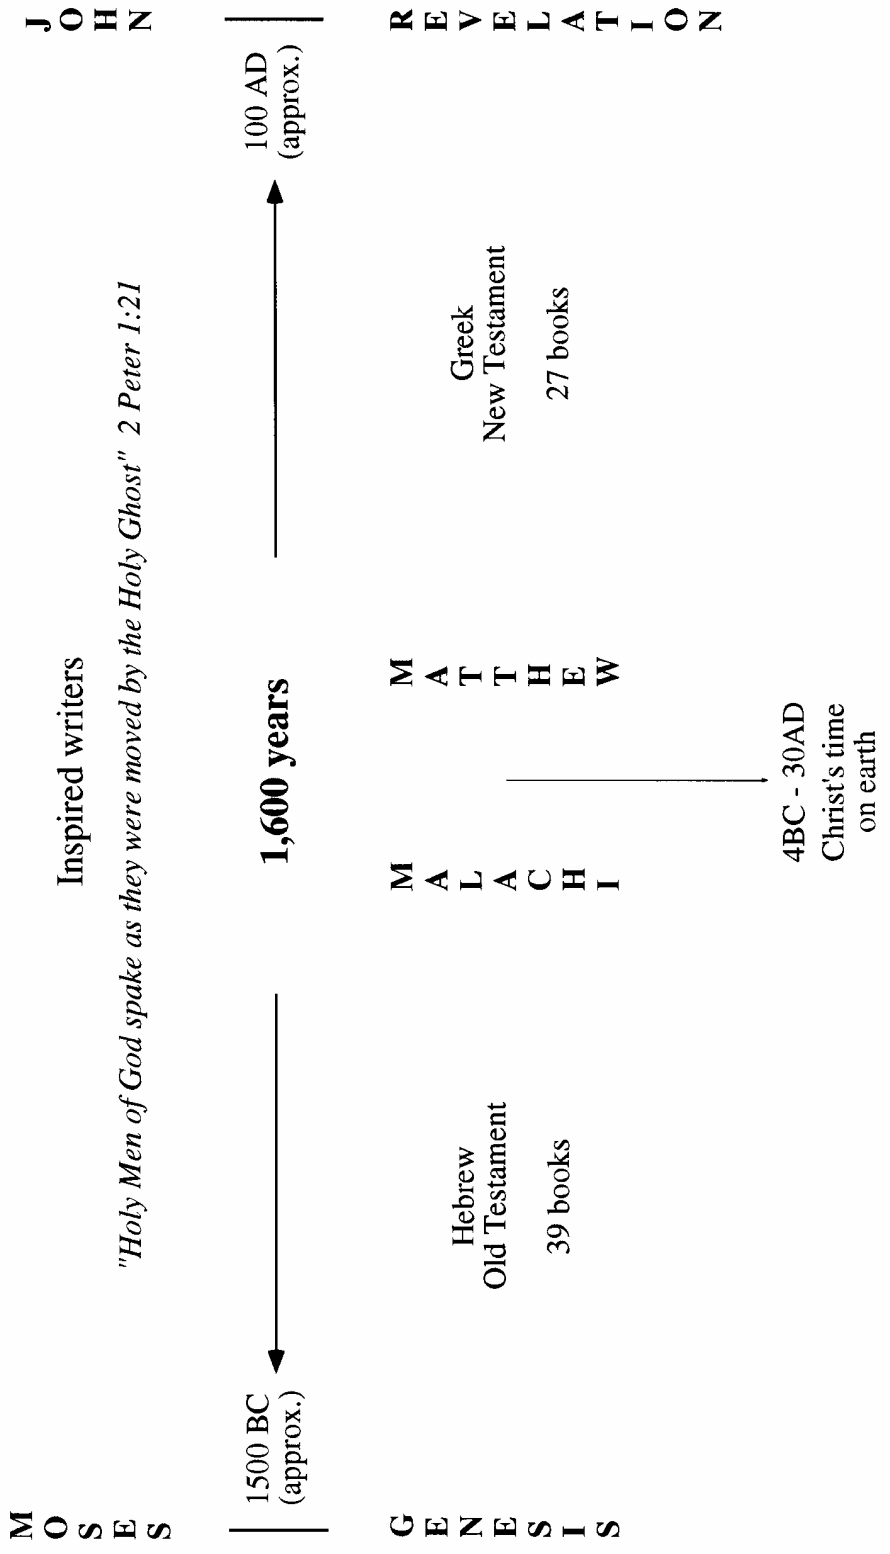 MOSES
Inspired writers
JOHN
"Holy Men of God spake as they were moved by the Holy Ghost" 2 Peter 1:21
1500 BC
(approx.)
1,600 years
100 AD
(approx.)
GENESIS
Hebrew
Old Testament
39 books
MALACHI
MATTHEW
Greek
New Testament
27 books
REVELATION
4BC - 30AD
Christ's time
on earth